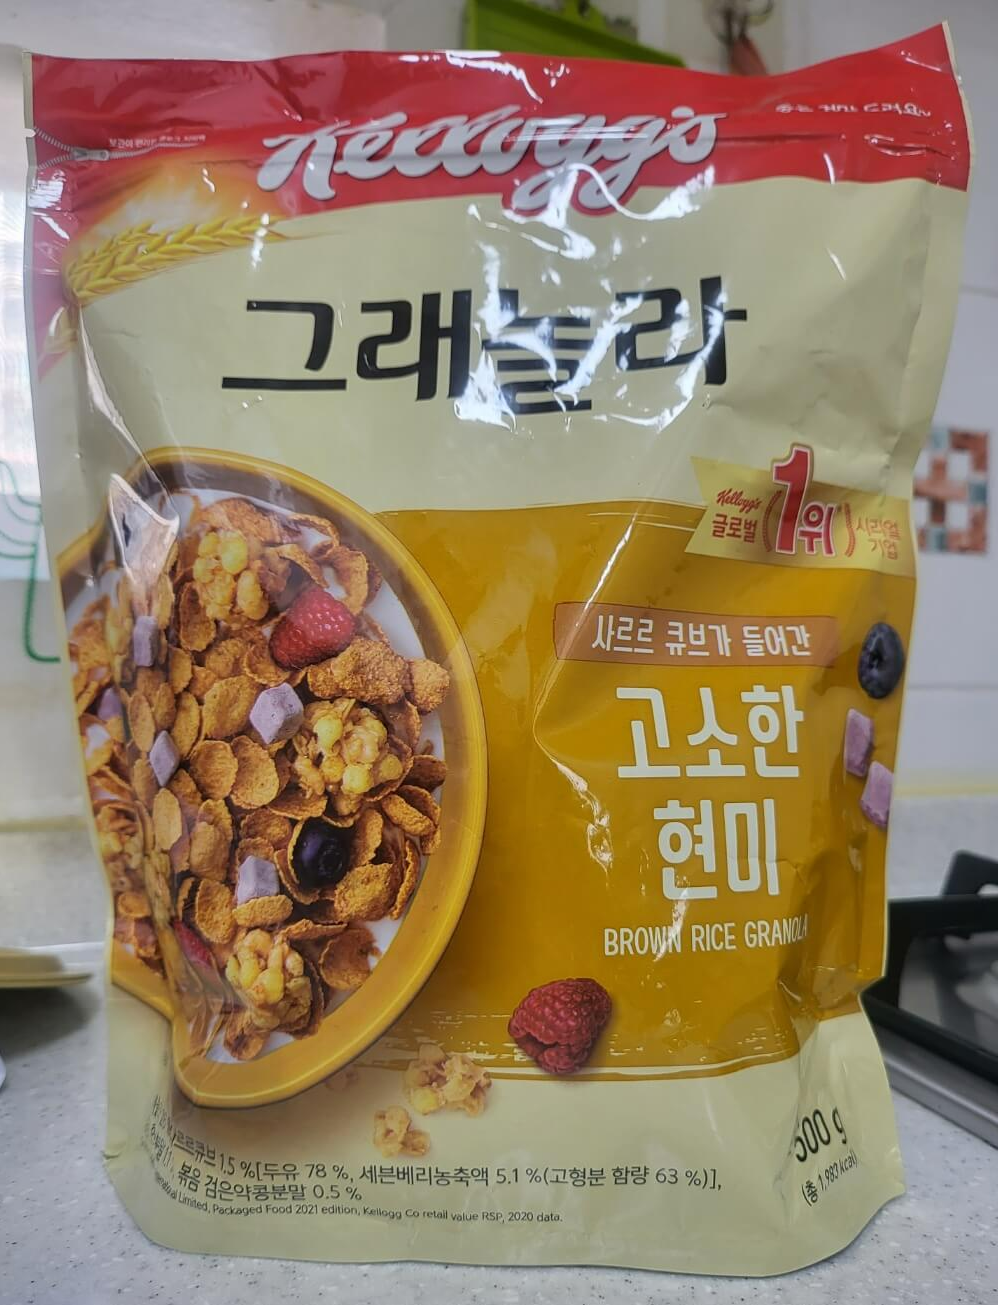 Kellogg's
그래놀라
Kellogg's
글로벌 1위 시리얼 기업
사르르 큐브가 들어간
고소한
현미
BROWN RICE GRANOLA
500 g
(총 1,983 kcal)
르르큐브 1.5 %[두유 78 %, 세븐베리농축액 5.1 %(고형분 함량 63 %)],
볶음 검은약콩분말 0.5 %
Limited, Packaged Food 2021 edition, Kellogg Co retail value RSP, 2020 data.